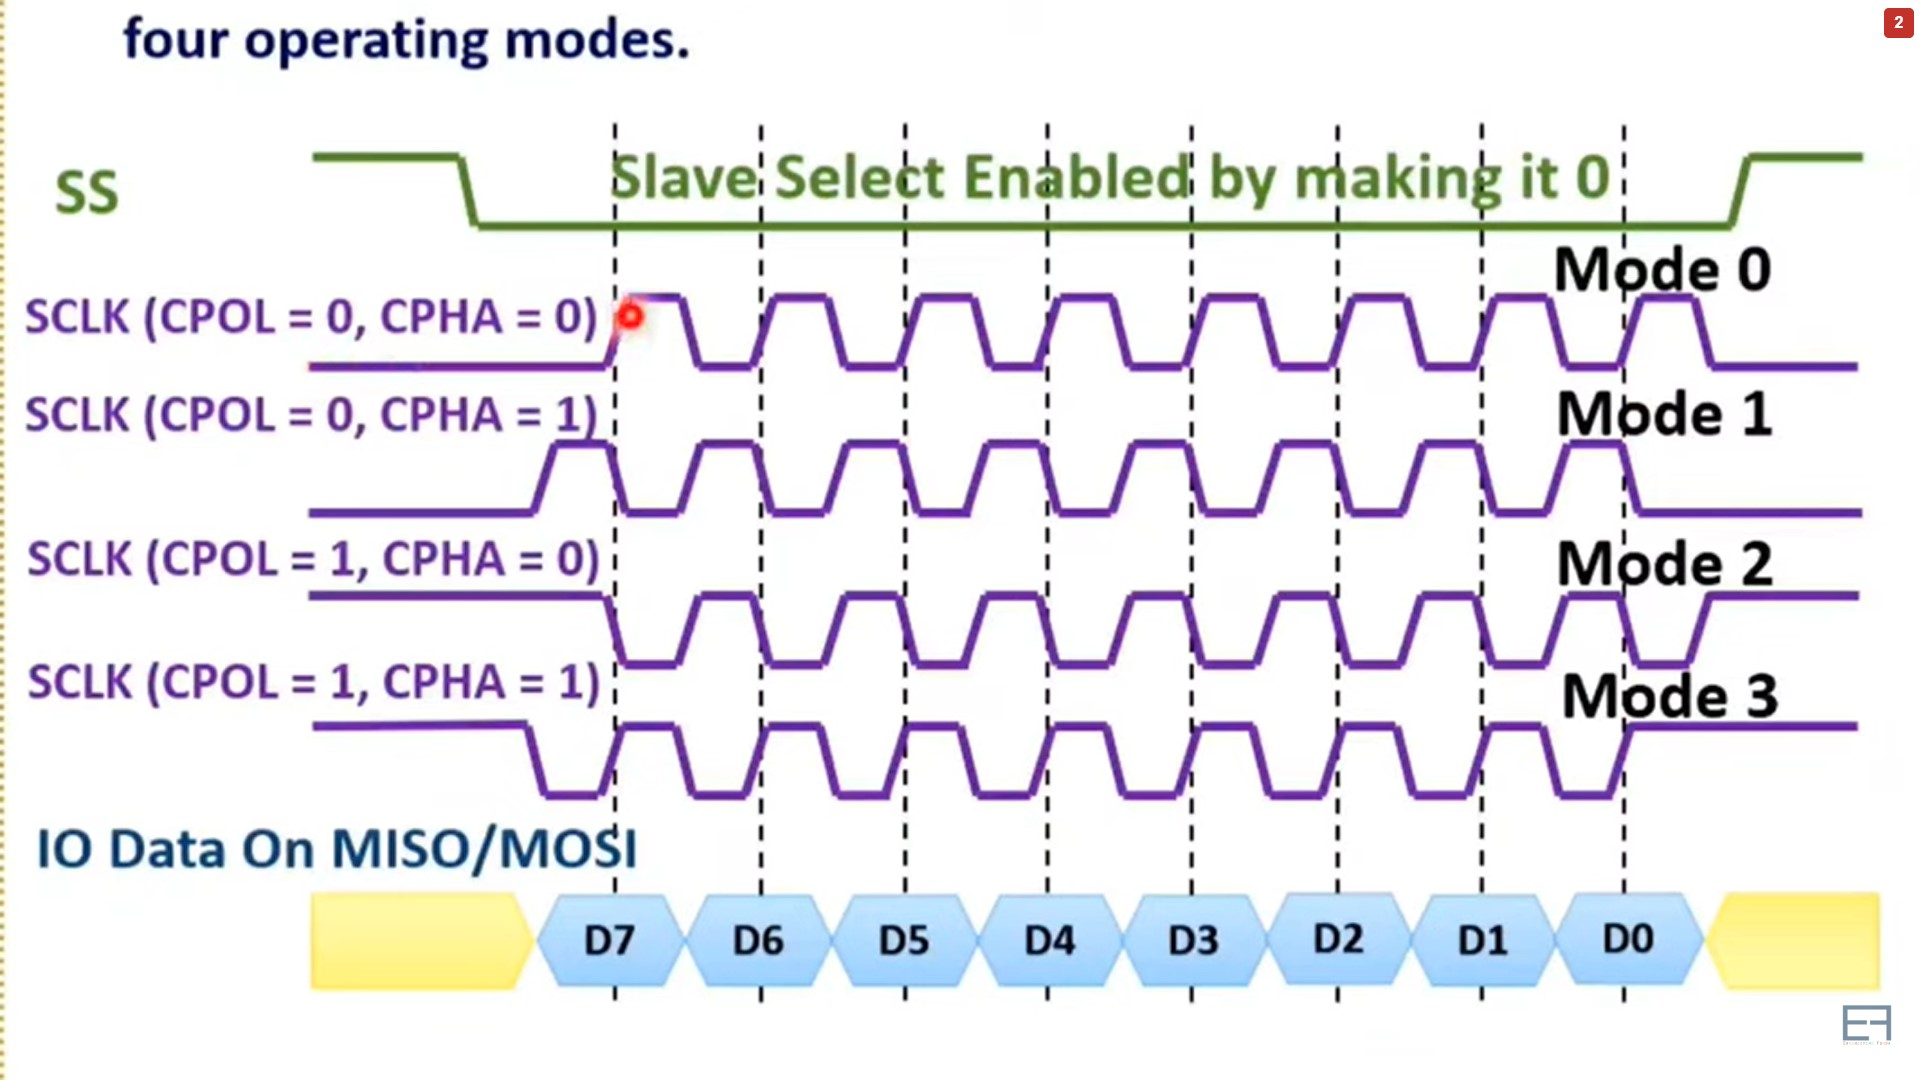 four operating modes.
2
Slave Select Enabled by making it 0
SS
Mode 0
SCLK (CPOL = 0, CPHA = 0)
SCLK (CPOL = 0, CPHA = 1)
Mode 1
SCLK (CPOL = 1, CPHA = 0)
Mode 2
SCLK (CPOL = 1, CPHA = 1)
Mode 3
IO Data On MISO/MOSI
D7 D6 D5 D4 D3 D2 D1 D0